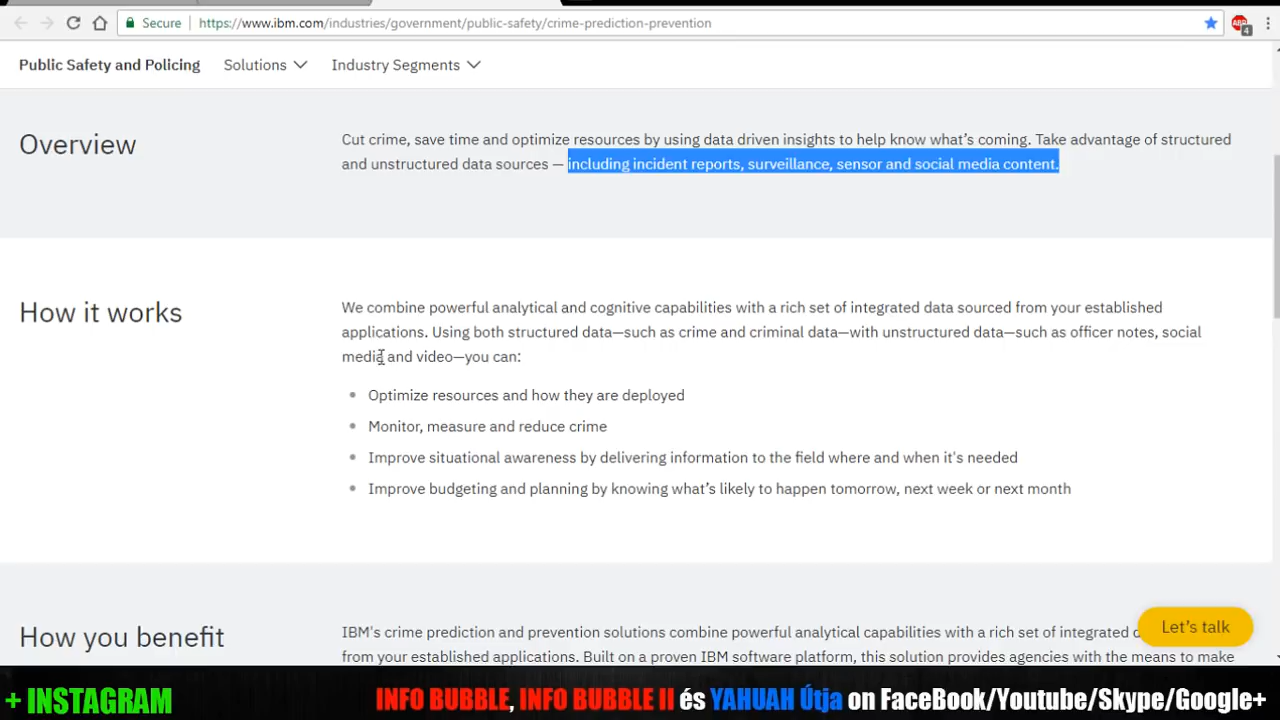 Secure
https://www.ibm.com/industries/government/public-safety/crime-prediction-prevention
ABP
4
Public Safety and Policing Solutions Industry Segments
Overview
Cut crime, save time and optimize resources by using data driven insights to help know what's coming. Take advantage of structured
and unstructured data sources — including incident reports, surveillance, sensor and social media content.
How it works
We combine powerful analytical and cognitive capabilities with a rich set of integrated data sourced from your established
applications. Using both structured data—such as crime and criminal data—with unstructured data—such as officer notes, social
media and video—you can:
• Optimize resources and how they are deployed
• Monitor, measure and reduce crime
• Improve situational awareness by delivering information to the field where and when it's needed
• Improve budgeting and planning by knowing what's likely to happen tomorrow, next week or next month
How you benefit
IBM's crime prediction and prevention solutions combine powerful analytical capabilities with a rich set of integrated
from your established applications. Built on a proven IBM software platform, this solution provides agencies with the means to make
Let's talk
+ INSTAGRAM
INFO BUBBLE, INFO BUBBLE II és YAHUAH Útja on FaceBook/Youtube/Skype/Google+